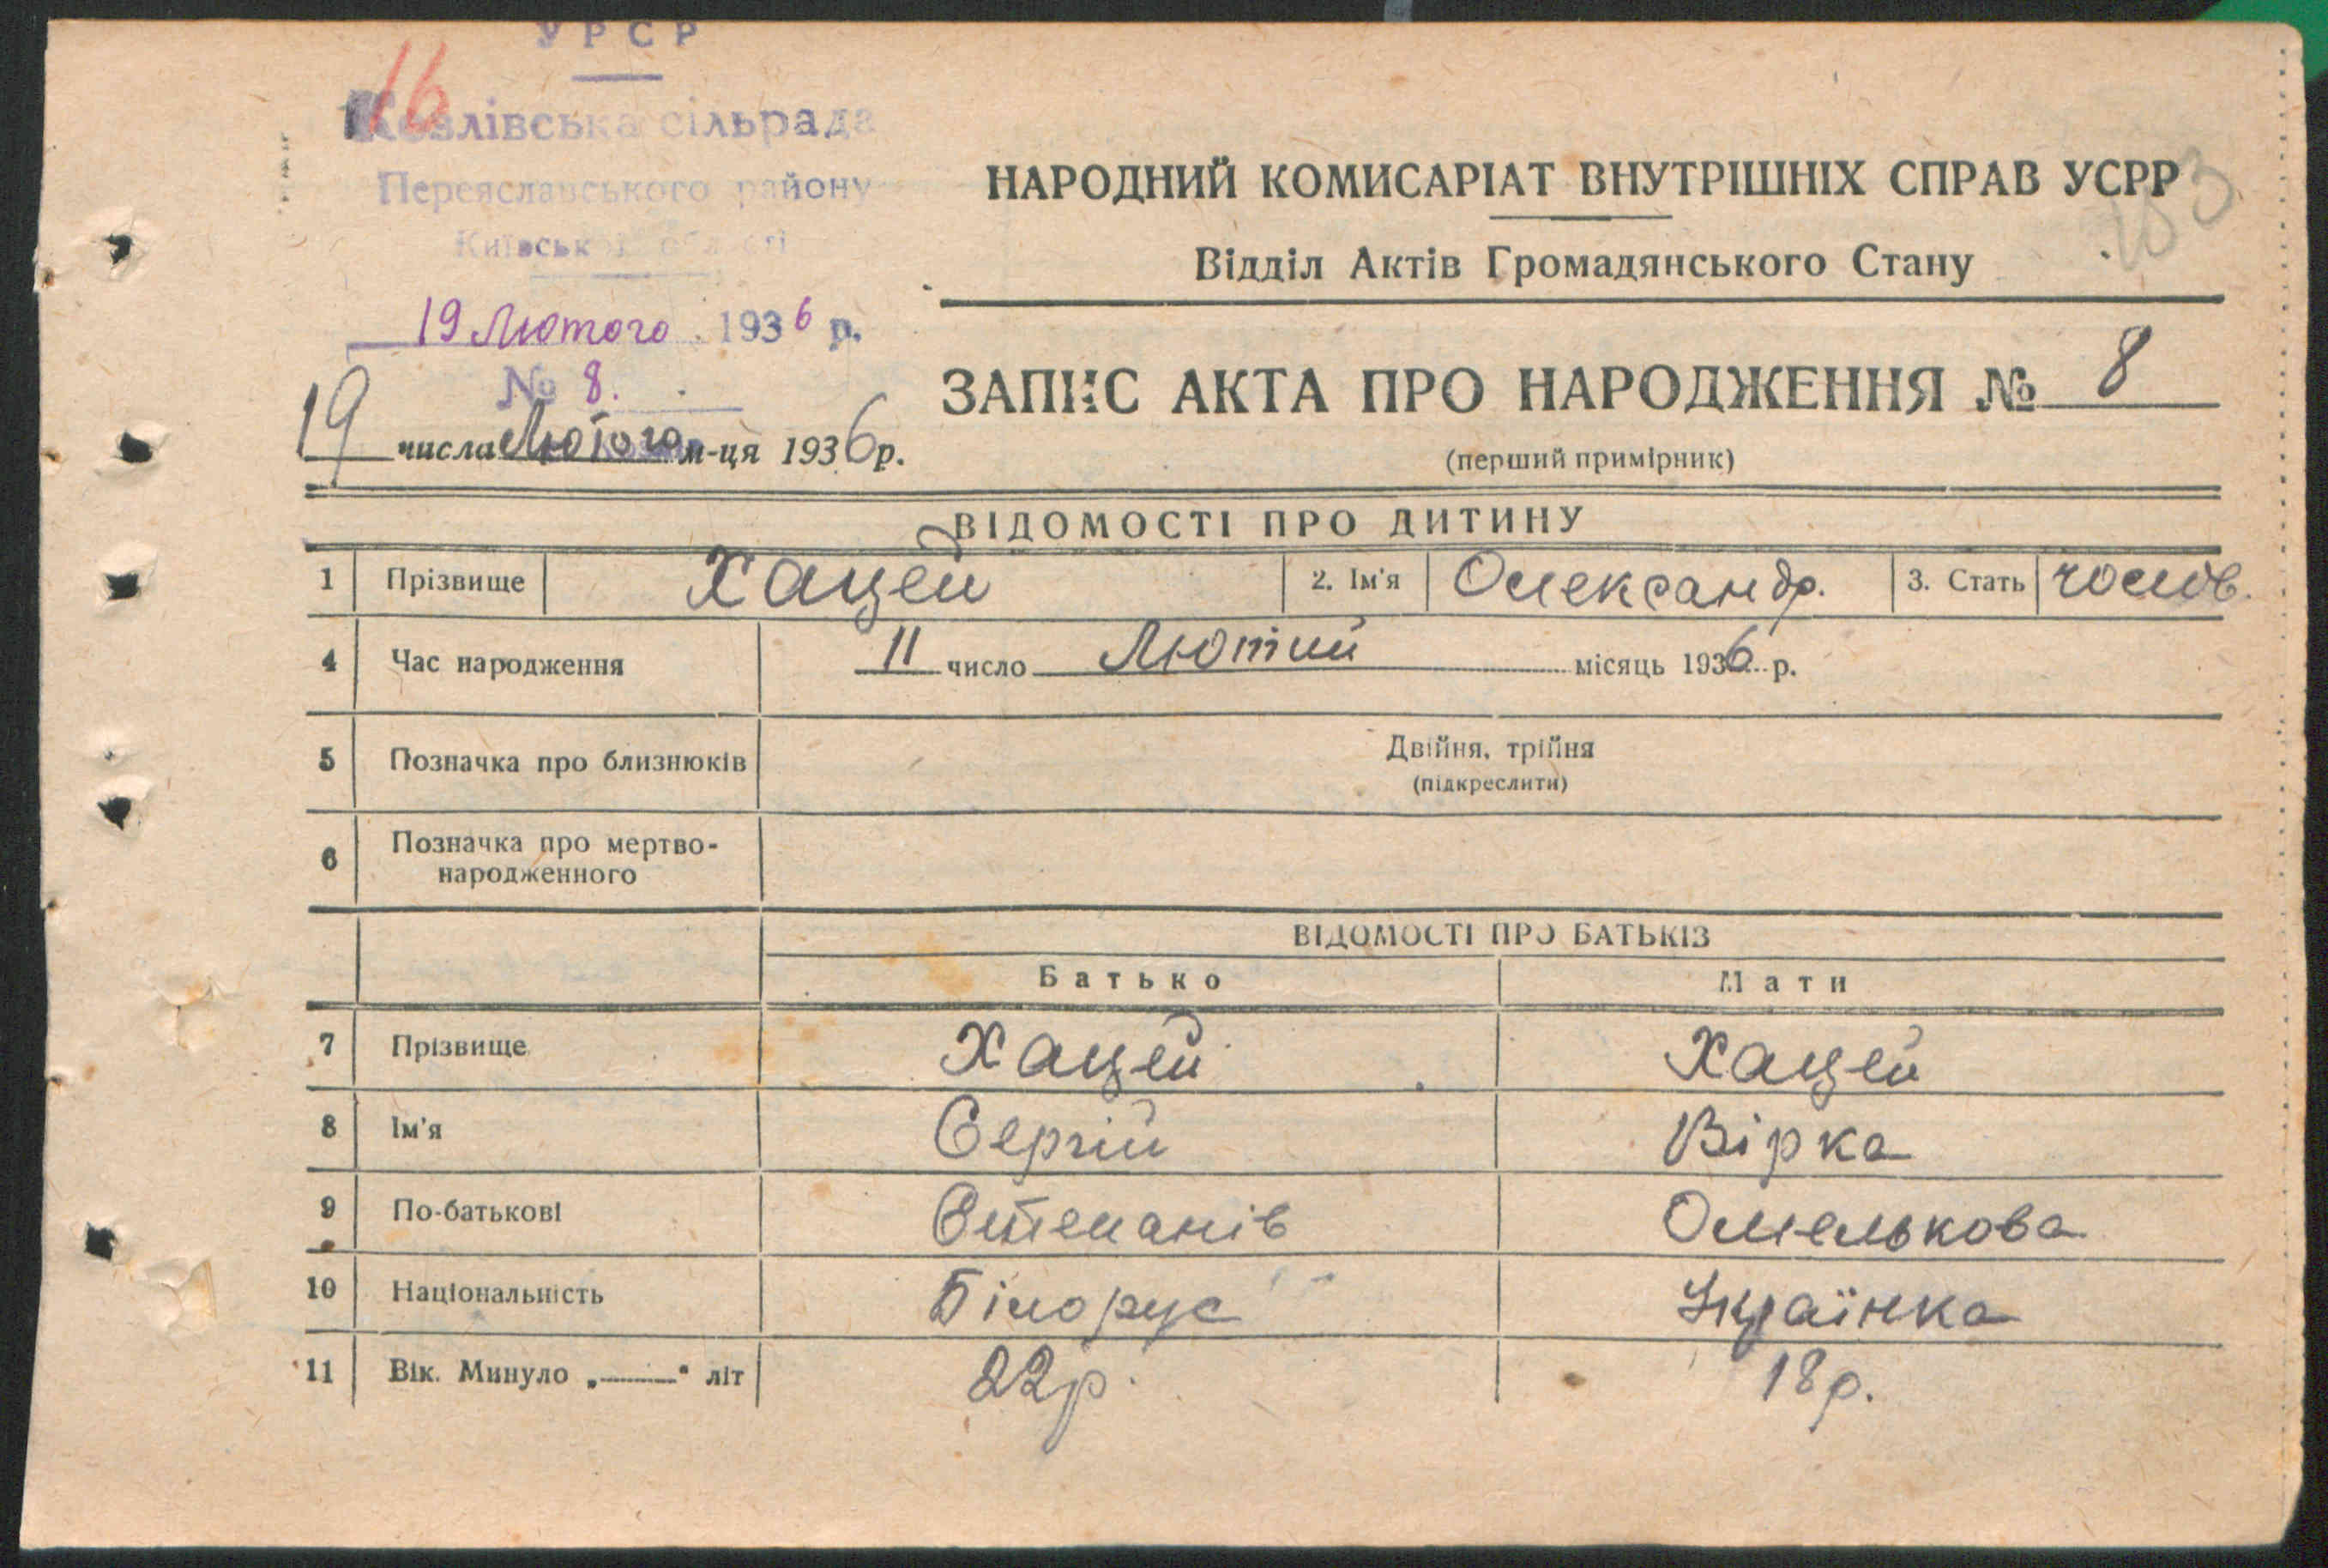 УРСР
16
Козлівська сільрада
Переяславського району
Київської області
19 Лютого 1936 р.
№ 8.
19 числа Лютого м-ця 1936 р.
НАРОДНИЙ КОМИСАРІАТ ВНУТРІШНІХ СПРАВ УСРР
Відділ Актів Громадянського Стану
ЗАПИС АКТА ПРО НАРОДЖЕННЯ № 8
(перший примірник)
ВІДОМОСТІ ПРО ДИТИНУ
1 Прізвище Хацей 2. Ім'я Олександр. 3. Стать чолов.
4 Час народження 11 число Лютий місяць 1936 р.
5 Позначка про близнюків Двійня, трійня
(підкреслити)
6 Позначка про мертво-
народженного
ВІДОМОСТІ ПРО БАТЬКІВ
Батько Мати
7 Прізвище Хацей Хацей
8 Ім'я Сергій Вірка
9 По-батькові Степанів Омелькова
10 Національність Білорус Українка
11 Вік. Минуло „——“ літ 22р. 18р.